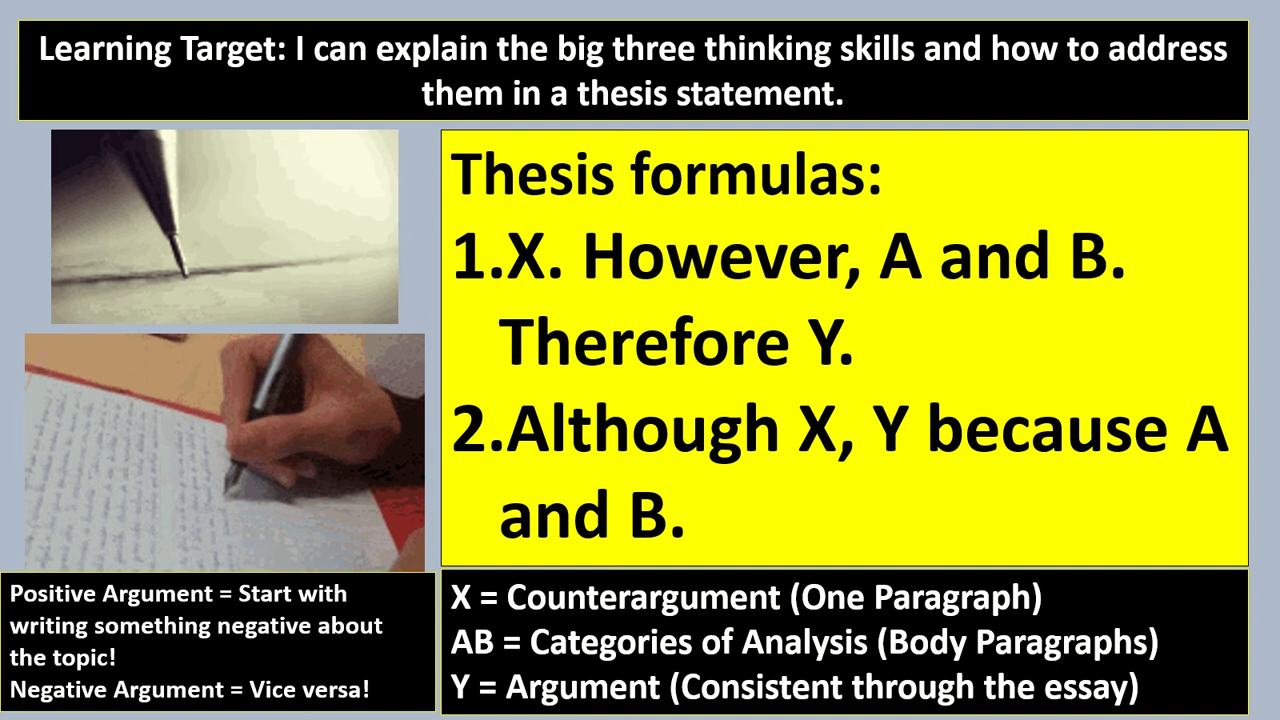 Learning Target: I can explain the big three thinking skills and how to address
them in a thesis statement.
Thesis formulas:
1.X. However, A and B.
Therefore Y.
2.Although X, Y because A
and B.
Positive Argument = Start with
writing something negative about
the topic!
Negative Argument = Vice versa!
X = Counterargument (One Paragraph)
AB = Categories of Analysis (Body Paragraphs)
Y = Argument (Consistent through the essay)